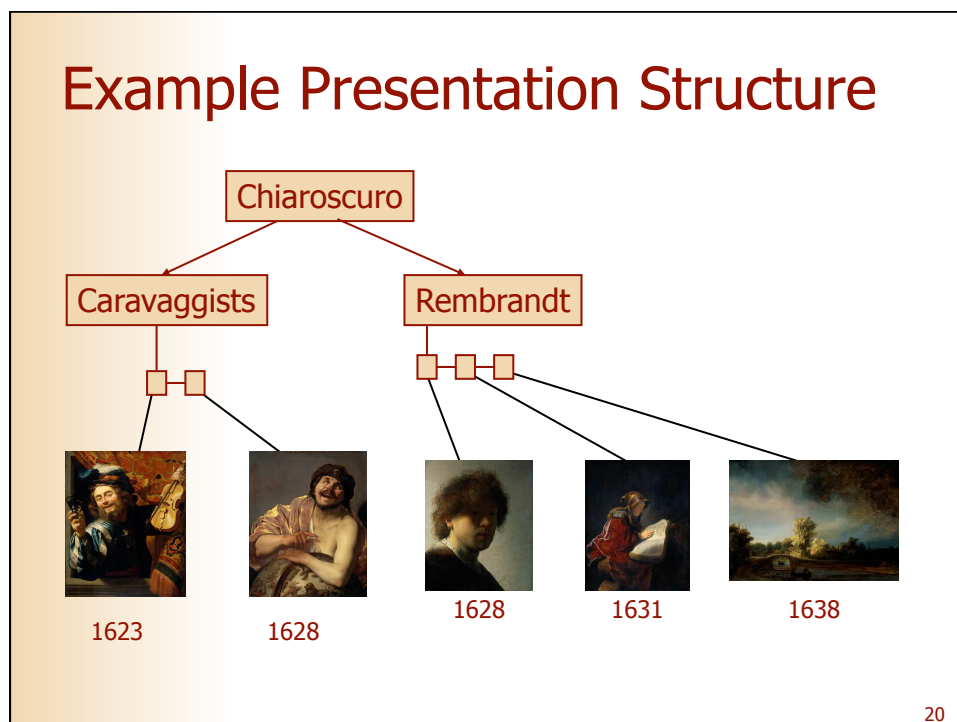 Example Presentation Structure
Chiaroscuro
Caravaggists
Rembrandt
1623
1628
1628
1631
1638
20